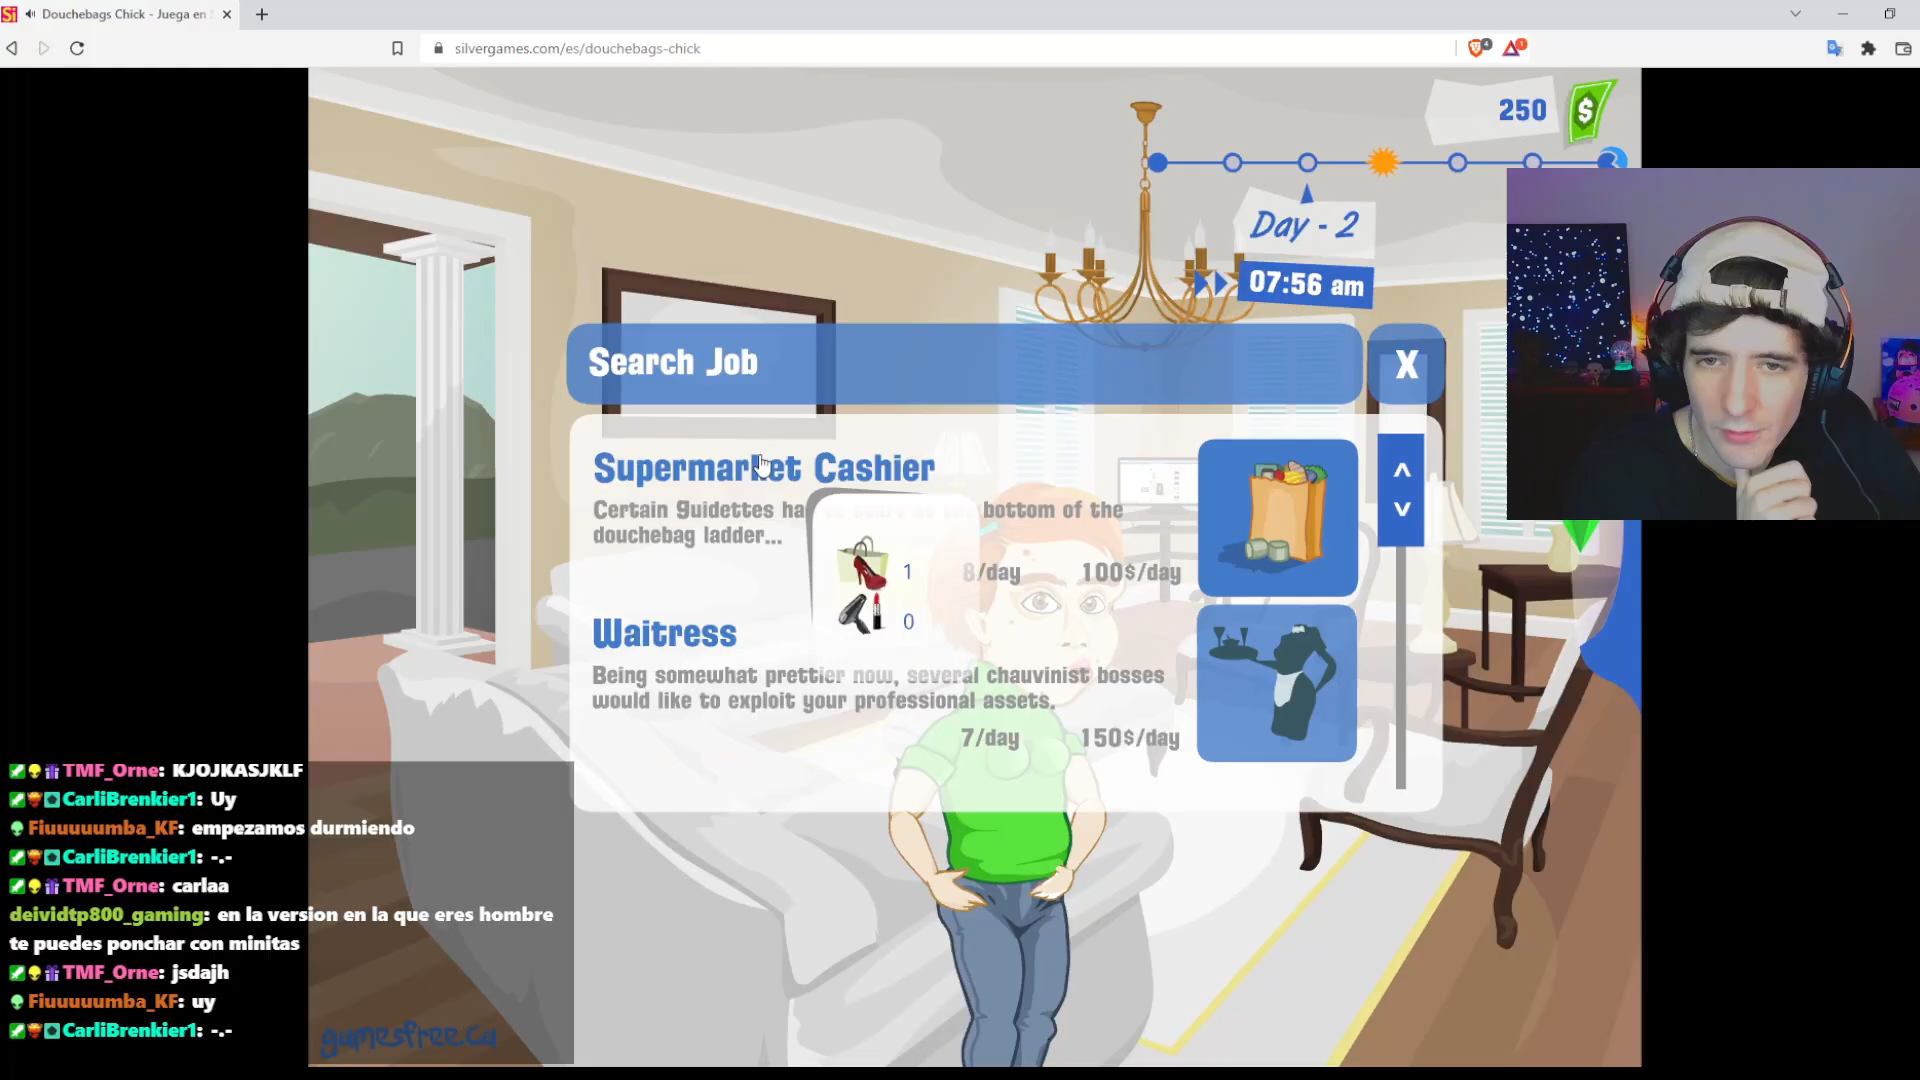 Douchebags Chick - Juega en
silvergames.com/es/douchebags-chick
4
1
250
$
Day - 2
07:56 am
Search Job
X
Supermarket Cashier
Certain Guidettes ha bottom of the
douchebag ladder...
1
8/day 100$/day
0
Waitress
Being somewhat prettier now, several chauvinist bosses
would like to exploit your professional assets.
7/day 150$/day
TMF_Orne: KJOJKASJKLF
CarliBrenkier1: Uy
Fiuuuuumba_KF: empezamos durmiendo
CarliBrenkier1: -.-
TMF_Orne: carlaa
deividtp800_gaming: en la version en la que eres hombre
te puedes ponchar con minitas
TMF_Orne: jsdajh
Fiuuuuumba_KF: uy
CarliBrenkier1: -.-
gamesfree.ca